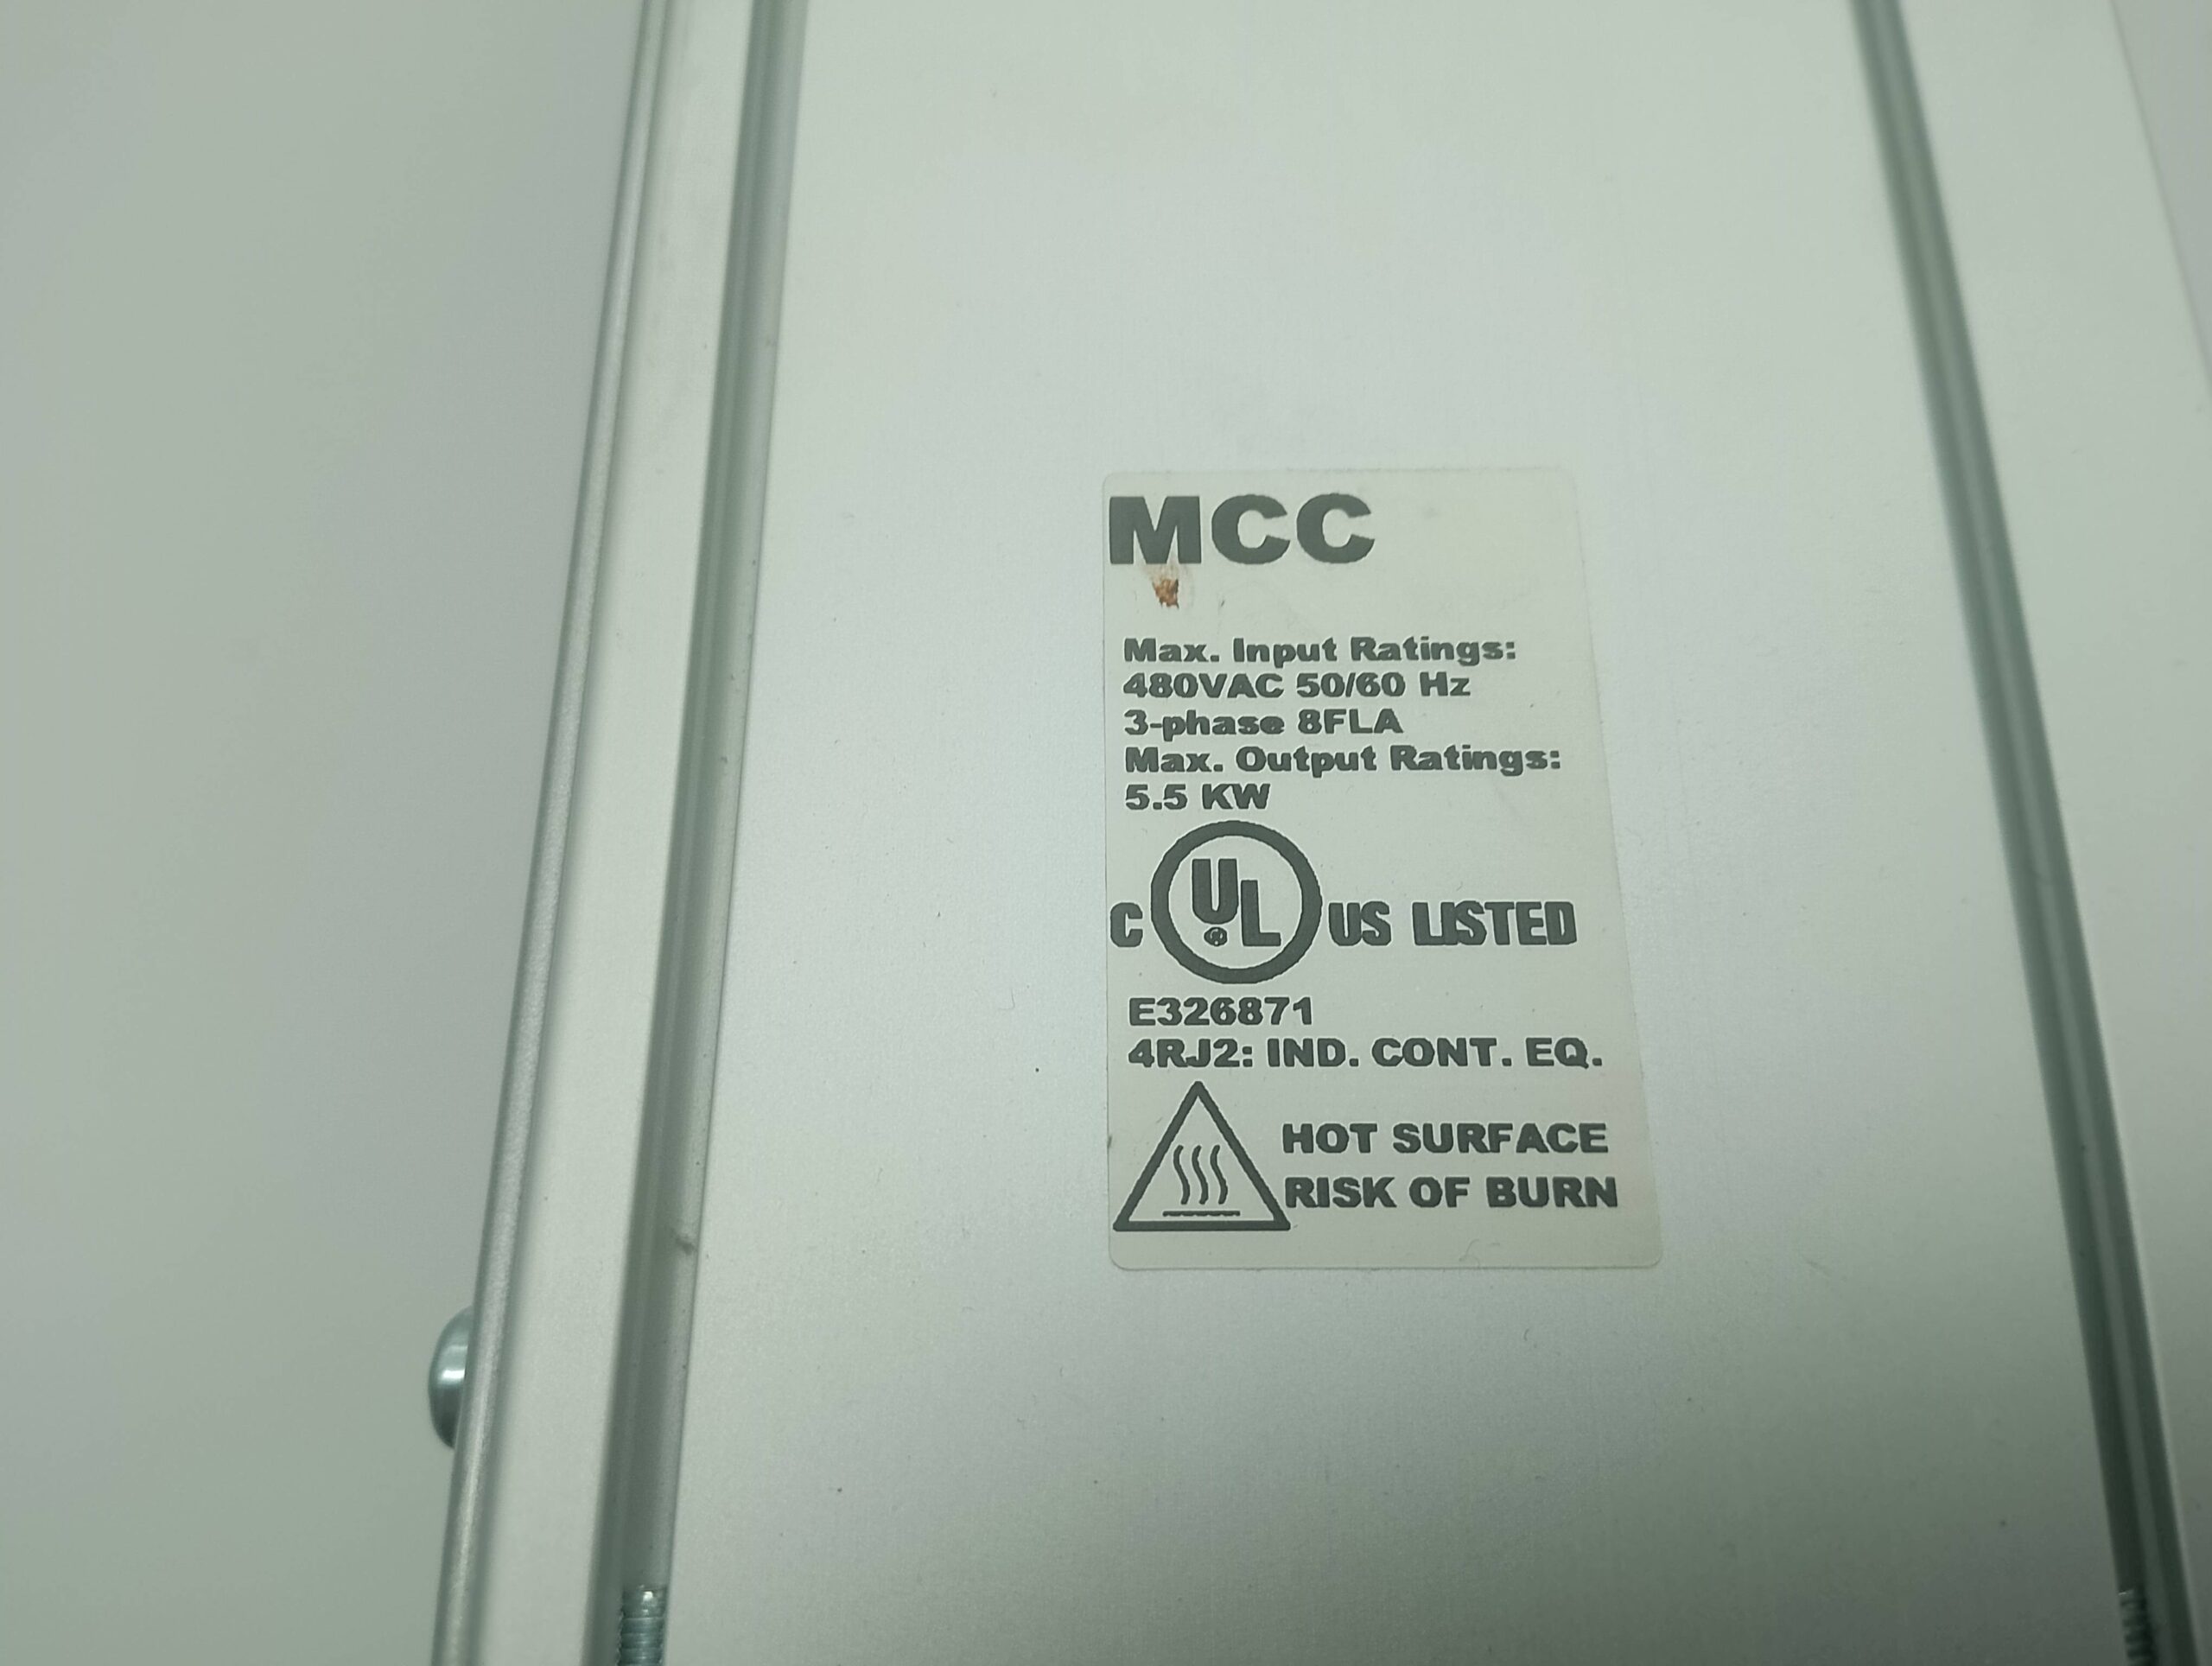 MCC
Max. Input Ratings:
480VAC 50/60 Hz
3-phase 8FLA
Max. Output Ratings:
5.5 KW
C UL US LISTED
E326871
4RJ2: IND. CONT. EQ.
HOT SURFACE
RISK OF BURN